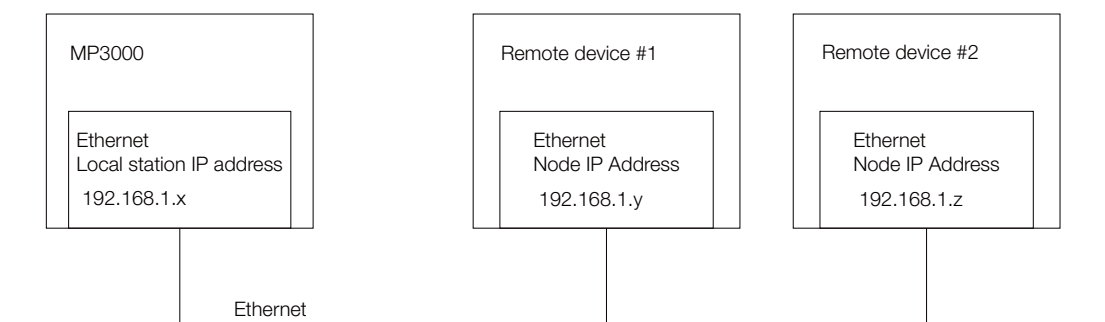 MP3000
Ethernet
Local station IP address
192.168.1.x
Remote device #1
Ethernet
Node IP Address
192.168.1.y
Remote device #2
Ethernet
Node IP Address
192.168.1.z
Ethernet